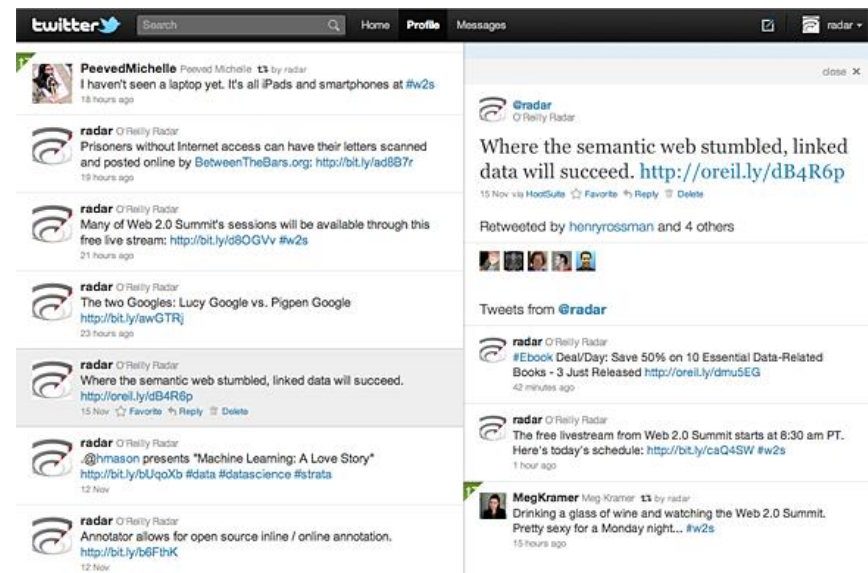 twitter
Search
Home Profile Messages
radar
PeevedMichelle Peeved Michelle by radar
I haven't seen a laptop yet. It's all iPads and smartphones at #w2s
18 hours ago
radar O'Reilly Radar
Prisoners without Internet access can have their letters scanned
and posted online by BetweenTheBars.org: http://bit.ly/ad8B7r
19 hours ago
radar O'Reilly Radar
Many of Web 2.0 Summit's sessions will be available through this
free live stream: http://bit.ly/d8OGVv #w2s
21 hours ago
radar O'Reilly Radar
The two Googles: Lucy Google vs. Pigpen Google
http://bit.ly/awGTRj
23 hours ago
radar O'Reilly Radar
Where the semantic web stumbled, linked data will succeed.
http://oreil.ly/dB4R6p
15 Nov Favorite Reply Delete
radar O'Reilly Radar
.@hmason presents "Machine Learning: A Love Story"
http://bit.ly/bUqoXb #data #datascience #strata
12 Nov
radar O'Reilly Radar
Annotator allows for open source inline / online annotation.
http://bit.ly/b6FthK
12 Nov
close X
@radar
O'Reilly Radar
Where the semantic web stumbled, linked
data will succeed. http://oreil.ly/dB4R6p
15 Nov via HootSuite Favorite Reply Delete
Retweeted by henryrossman and 4 others
Tweets from @radar
radar O'Reilly Radar
#Ebook Deal/Day: Save 50% on 10 Essential Data-Related
Books - 3 Just Released http://oreil.ly/dmu5EG
42 minutes ago
radar O'Reilly Radar
The free livestream from Web 2.0 Summit starts at 8:30 am PT.
Here's today's schedule: http://bit.ly/caQ4SW #w2s
1 hour ago
MegKramer Meg Kramer by radar
Drinking a glass of wine and watching the Web 2.0 Summit.
Pretty sexy for a Monday night... #w2s
15 hours ago